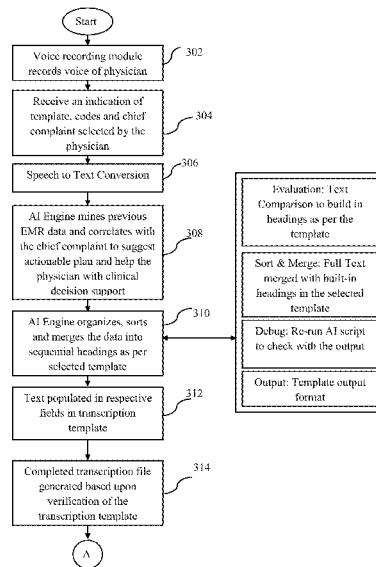 Start
Voice recording module
records voice of physician
302
Receive an indication of
template, codes and chief
complaint selected by the
physician
304
Speech to Text Conversion
306
AI Engine mines previous
EMR data and correlates with
the chief complaint to suggest
actionable plan and help the
physician with clinical
decision support
308
AI Engine organizes, sorts
and merges the data into
sequential headings as per
selected template
310
Text populated in respective
fields in transcription
template
312
Completed transcription file
generated based upon
verification of the
transcription template
314
A
Evaluation: Text
Comparison to build in
headings as per the
template
Sort & Merge: Full Text
merged with built-in
headings in the selected
template
Debug: Re-run AI script
to check with the output
Output: Template output
format